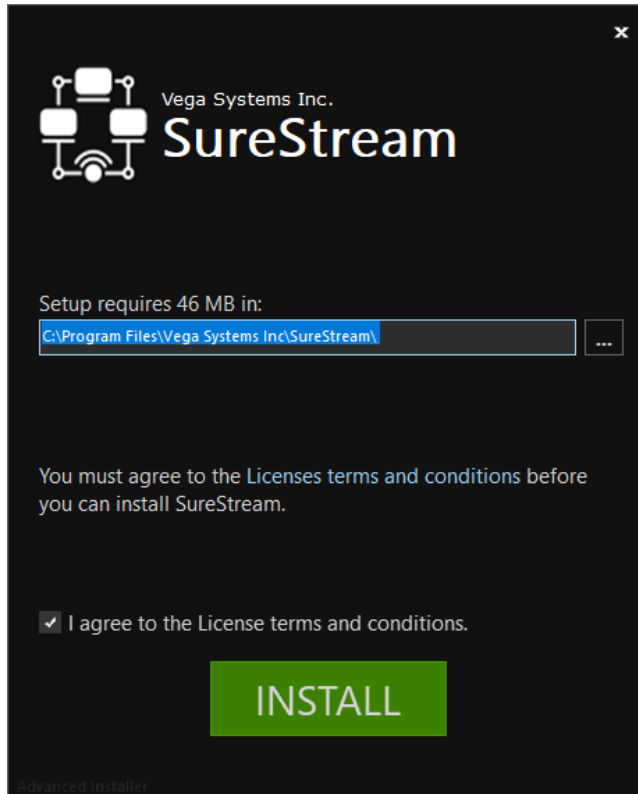 x
Vega Systems Inc.
SureStream
Setup requires 46 MB in:
C:\Program Files\Vega Systems Inc\SureStream\
...
You must agree to the Licenses terms and conditions before
you can install SureStream.
I agree to the License terms and conditions.
INSTALL
Advanced Installer